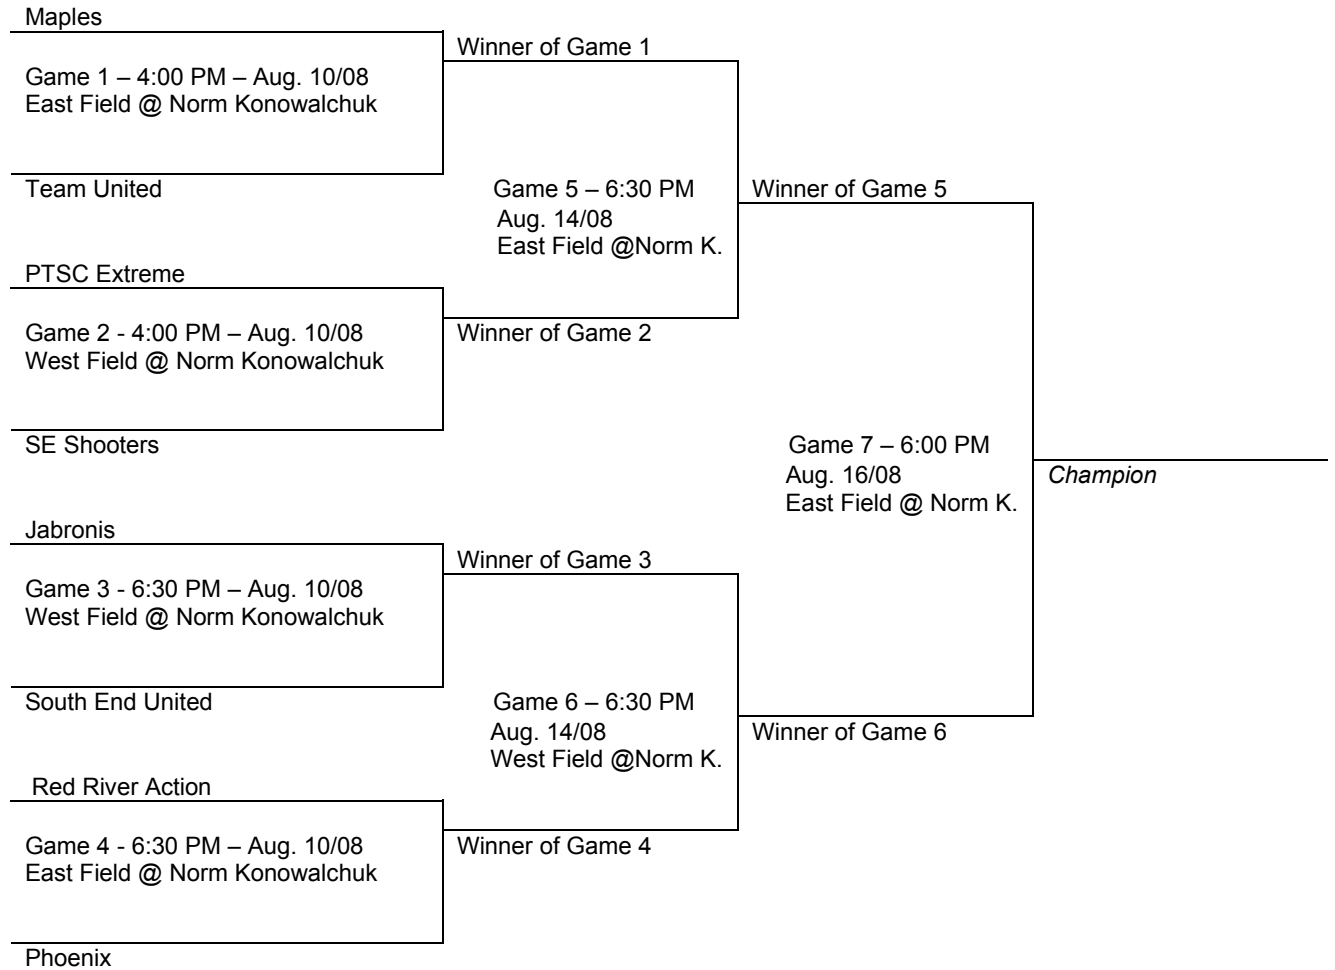 Maples
Winner of Game 1
Game 1 – 4:00 PM – Aug. 10/08
East Field @ Norm Konowalchuk
Team United
Game 5 – 6:30 PM
Aug. 14/08
East Field @Norm K.
Winner of Game 5
PTSC Extreme
Game 2 - 4:00 PM – Aug. 10/08
West Field @ Norm Konowalchuk
Winner of Game 2
SE Shooters
Game 7 – 6:00 PM
Aug. 16/08
East Field @ Norm K.
Champion
Jabronis
Winner of Game 3
Game 3 - 6:30 PM – Aug. 10/08
West Field @ Norm Konowalchuk
South End United
Game 6 – 6:30 PM
Aug. 14/08
West Field @Norm K.
Winner of Game 6
Red River Action
Game 4 - 6:30 PM – Aug. 10/08
East Field @ Norm Konowalchuk
Winner of Game 4
Phoenix